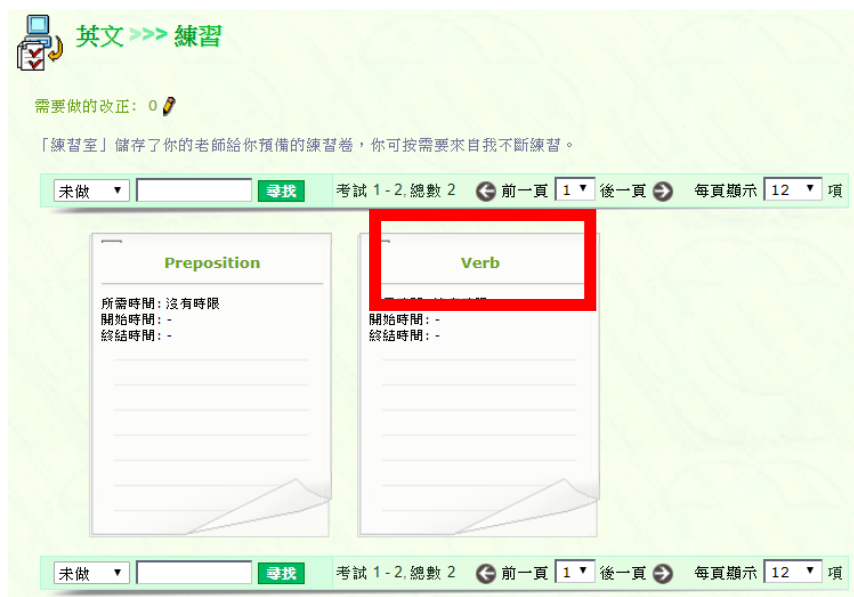 英文 >>> 練習
需要做的改正： 0
「練習室」儲存了你的老師給你預備的練習卷，你可按需要來自我不斷練習。
未做 尋找 考試 1 - 2, 總數 2 前一頁 1 後一頁 每頁顯示 12 項
Preposition
所需時間：沒有時限
開始時間：-
終結時間：-
Verb
開始時間：-
終結時間：-
未做 尋找 考試 1 - 2, 總數 2 前一頁 1 後一頁 每頁顯示 12 項